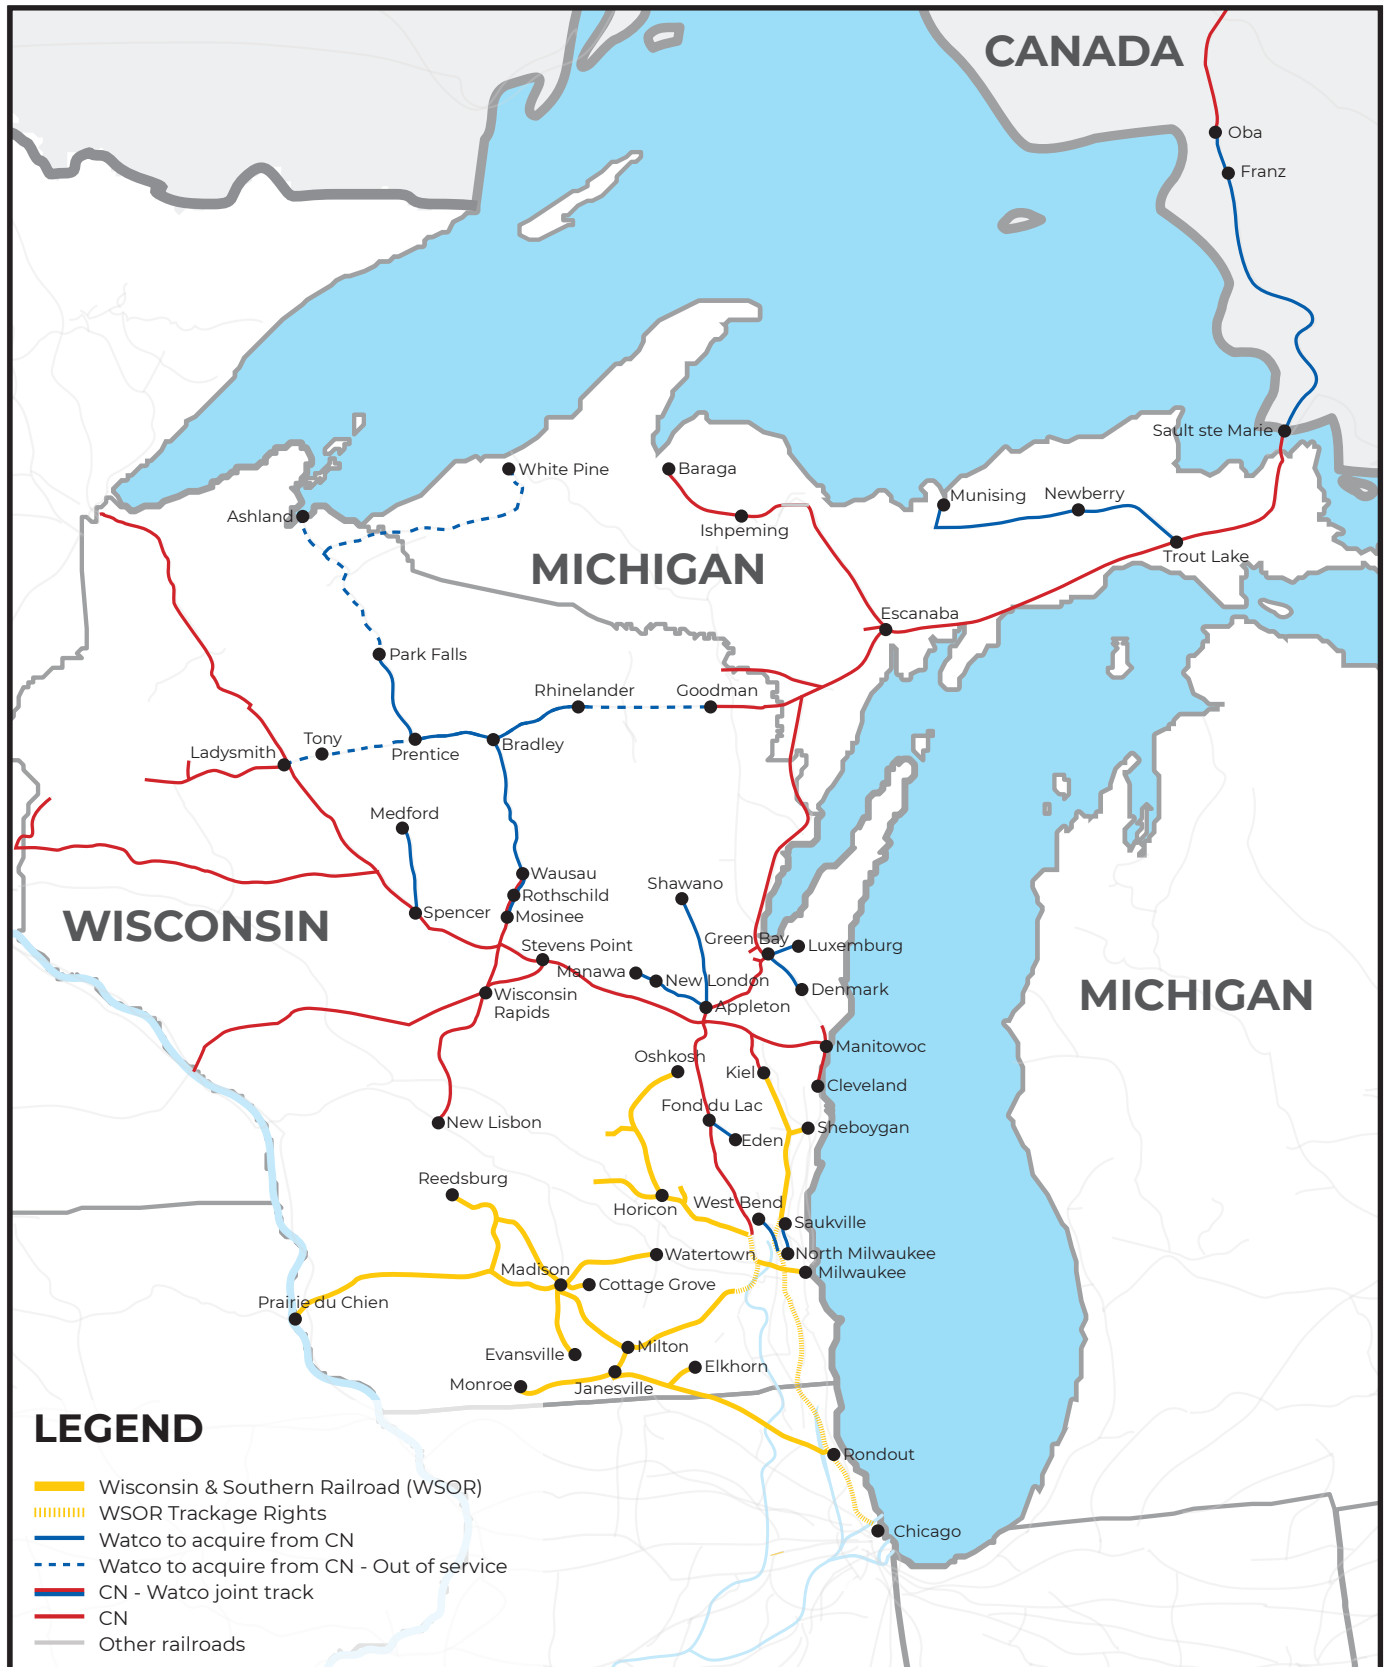 CANADA
Oba
Franz
Sault ste Marie
White Pine
Baraga
Munising
Newberry
Ashland
Ishpeming
Trout Lake
MICHIGAN
Escanaba
Park Falls
Rhinelander
Goodman
Tony
Ladysmith
Prentice
Bradley
Medford
Wausau
Shawano
Rothschild
Spencer
Mosinee
WISCONSIN
Green Bay
Luxemburg
Stevens Point
Manawa
New London
Denmark
MICHIGAN
Wisconsin
Rapids
Appleton
Manitowoc
Oshkosh
Kiel
Cleveland
Fond du Lac
New Lisbon
Sheboygan
Eden
Reedsburg
West Bend
Horicon
Saukville
Watertown
North Milwaukee
Milwaukee
Madison
Cottage Grove
Prairie du Chien
Milton
Evansville
Elkhorn
Monroe
Janesville
Rondout
Chicago
LEGEND
Wisconsin & Southern Railroad (WSOR)
WSOR Trackage Rights
Watco to acquire from CN
Watco to acquire from CN - Out of service
CN - Watco joint track
CN
Other railroads